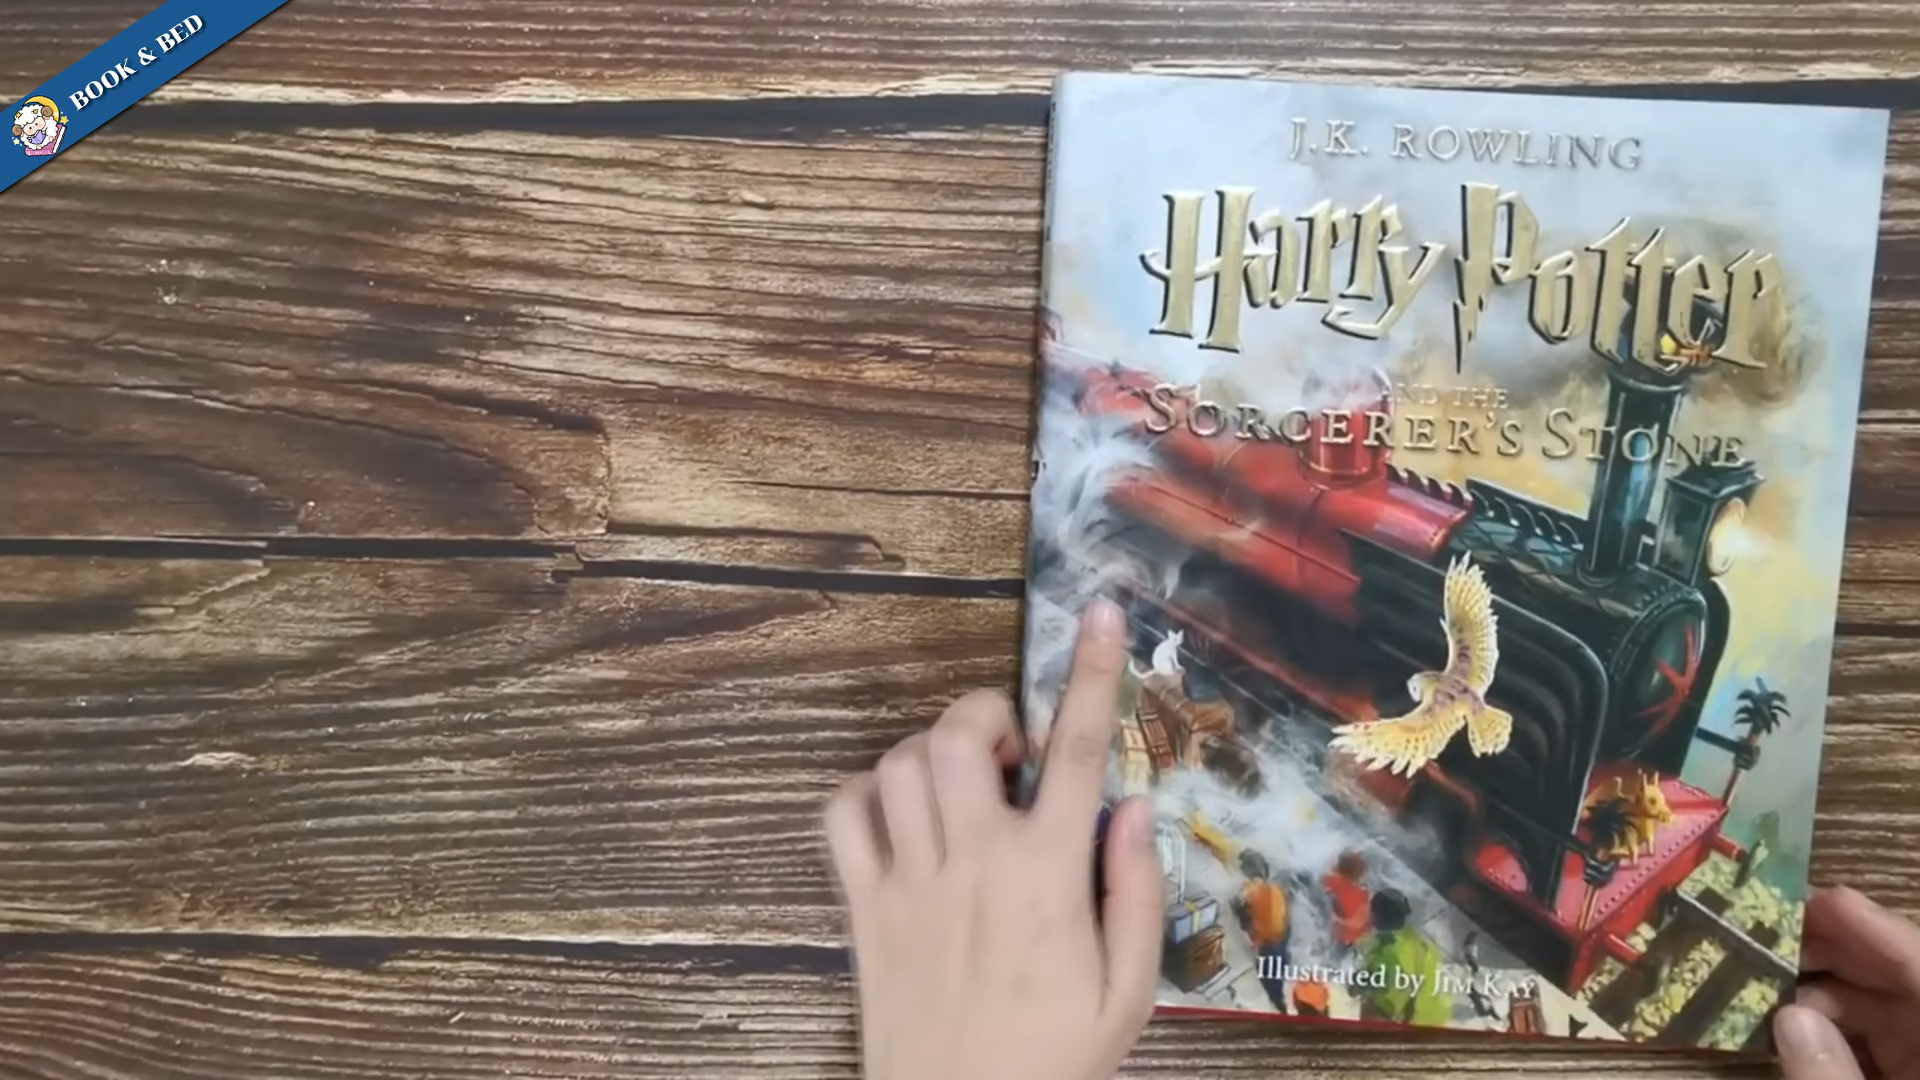 BOOK & BED
J.K. ROWLING
Harry Potter
AND THE
SORCERER'S STONE
Illustrated by JIM KAY